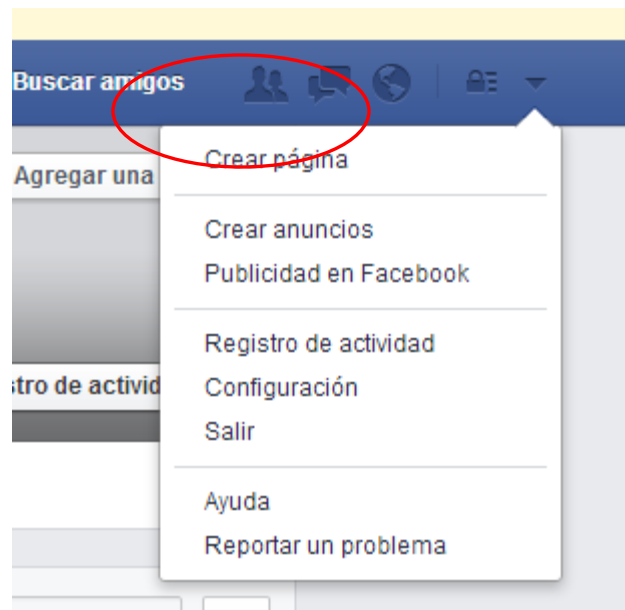 Buscar amigos
Crear página
Agregar una
Crear anuncios
Publicidad en Facebook
Registro de actividad
stro de activid
Configuración
Salir
Ayuda
Reportar un problema